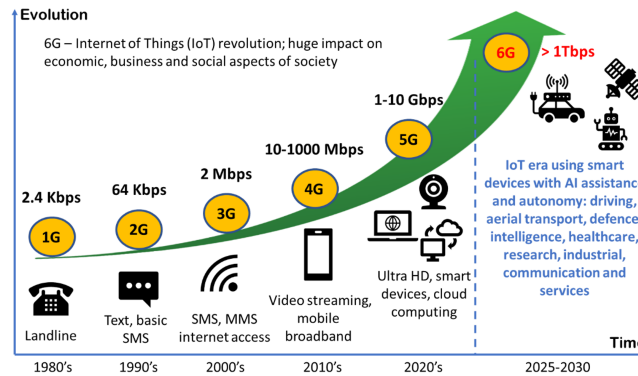 Evolution
6G – Internet of Things (IoT) revolution; huge impact on
economic, business and social aspects of society
6G
> 1Tbps
1-10 Gbps
5G
10-1000 Mbps
4G
2 Mbps
3G
64 Kbps
2G
2.4 Kbps
1G
Landline
Text, basic
SMS
SMS, MMS
internet access
Video streaming,
mobile
broadband
Ultra HD, smart
devices, cloud
computing
IoT era using smart
devices with AI assistance
and autonomy: driving,
aerial transport, defence
intelligence, healthcare,
research, industrial,
communication and
services
Time
1980's
1990's
2000's
2010's
2020's
2025-2030